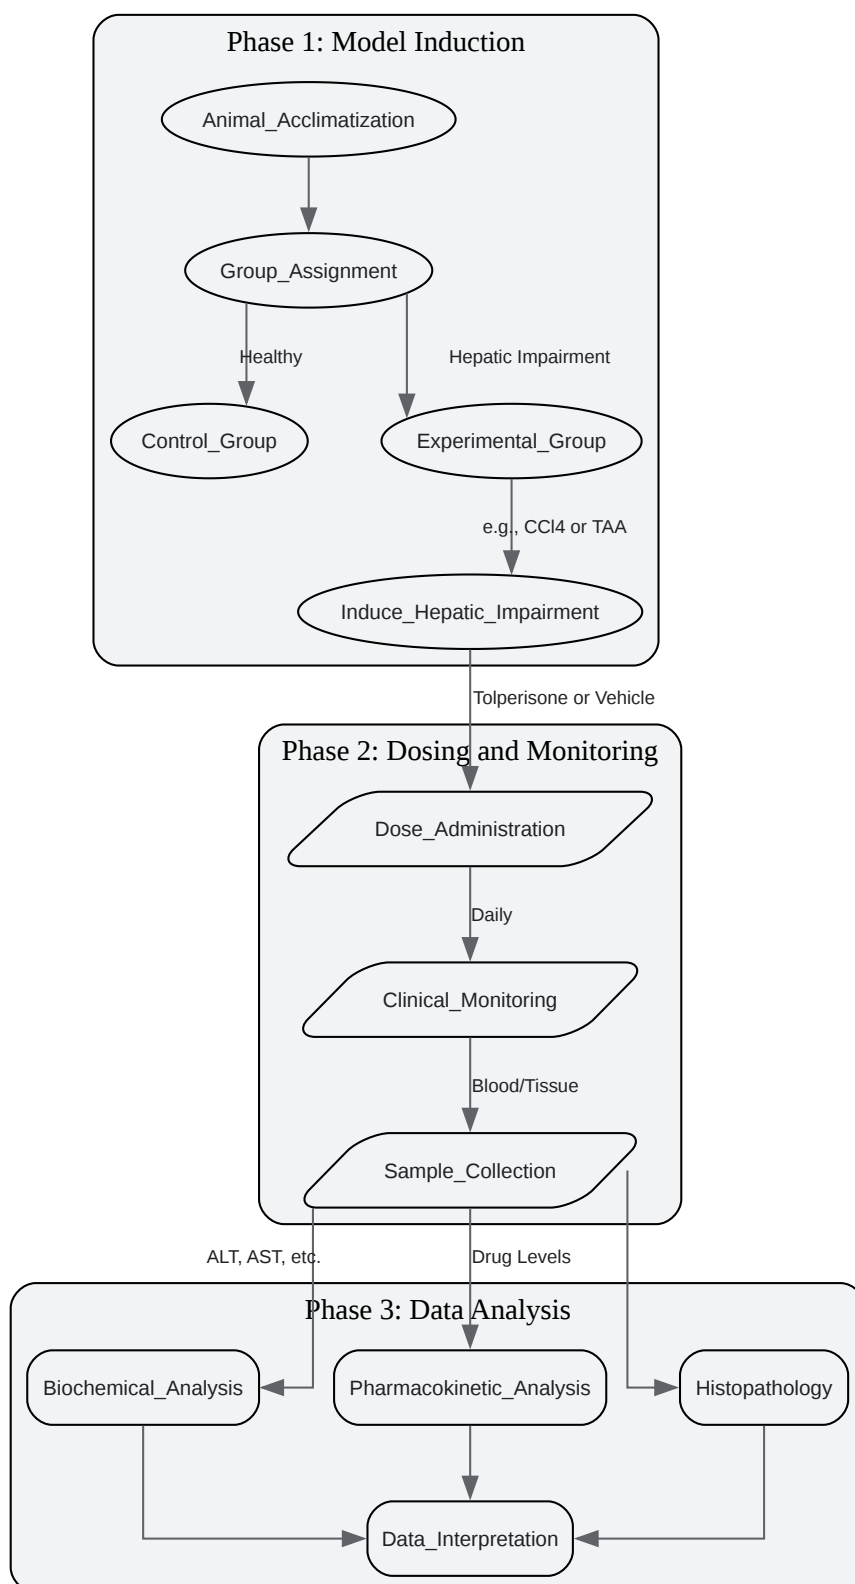 Phase 1: Model Induction
Animal_Acclimatization
Group_Assignment
Healthy
Hepatic Impairment
Control_Group
Experimental_Group
e.g., CCl4 or TAA
Induce_Hepatic_Impairment
Tolperisone or Vehicle
Phase 2: Dosing and Monitoring
Dose_Administration
Daily
Clinical_Monitoring
Blood/Tissue
Sample_Collection
ALT, AST, etc.
Drug Levels
Phase 3: Data Analysis
Biochemical_Analysis
Pharmacokinetic_Analysis
Histopathology
Data_Interpretation